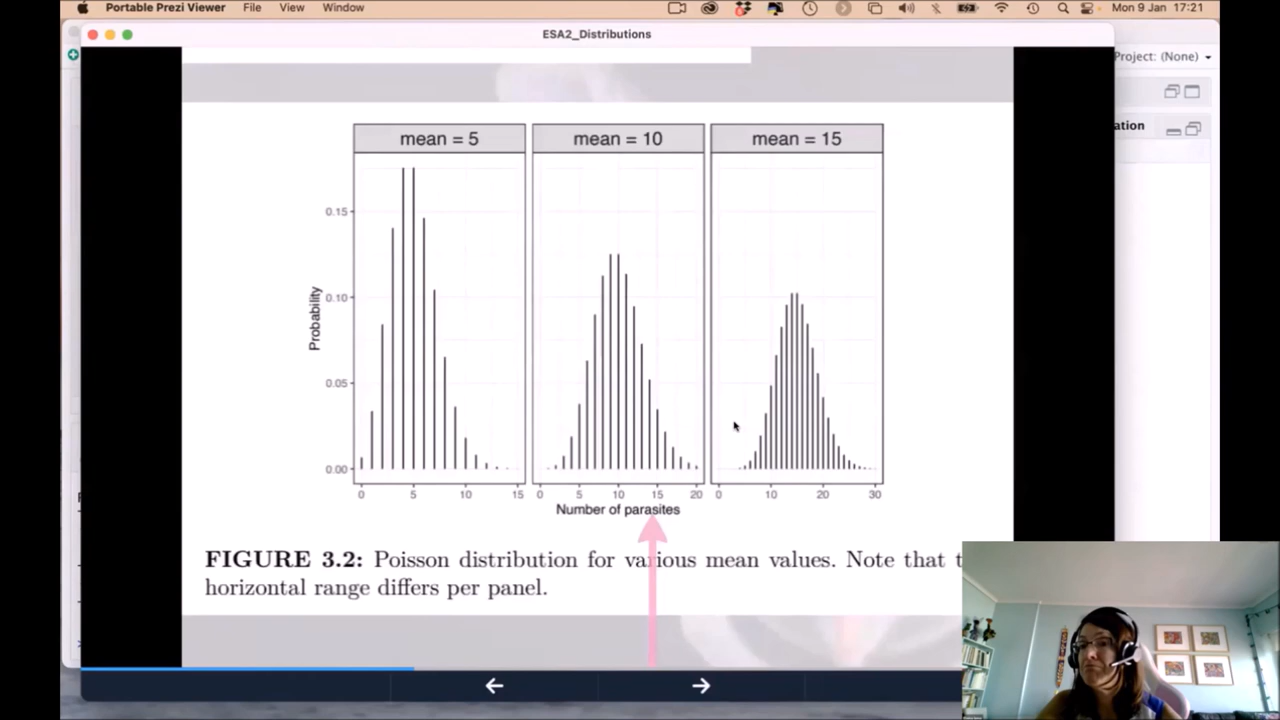 Portable Prezi Viewer File View Window Mon 9 Jan 17:21
ESA2_Distributions
Project: (None)
ation
mean = 5 mean = 10 mean = 15
Probability
0.15
0.10
0.05
0.00
0 5 10 15 0 5 10 15 20 0 10 20 30
Number of parasites
FIGURE 3.2: Poisson distribution for various mean values. Note that t
horizontal range differs per panel.